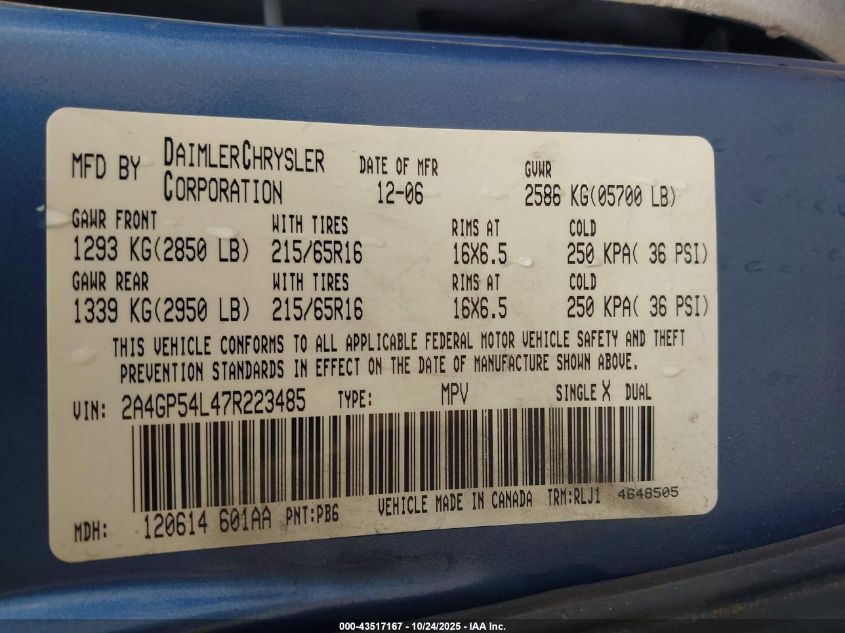 MFD BY DAIMLERCHRYSLER CORPORATION DATE OF MFR 12-06 GVWR 2586 KG(05700 LB)
GAWR FRONT WITH TIRES RIMS AT COLD
1293 KG(2850 LB) 215/65R16 16X6.5 250 KPA( 36 PSI)
GAWR REAR WITH TIRES RIMS AT COLD
1339 KG(2950 LB) 215/65R16 16X6.5 250 KPA( 36 PSI)
THIS VEHICLE CONFORMS TO ALL APPLICABLE FEDERAL MOTOR VEHICLE SAFETY AND THEFT
PREVENTION STANDARDS IN EFFECT ON THE DATE OF MANUFACTURE SHOWN ABOVE.
VIN: 2A4GP54L47R223485 TYPE: MPV SINGLE X DUAL
MDH: 120614 601AA PNT:PB6 VEHICLE MADE IN CANADA TRM:RLJ1 4648505
000-43517167 - 10/24/2025 - IAA Inc.